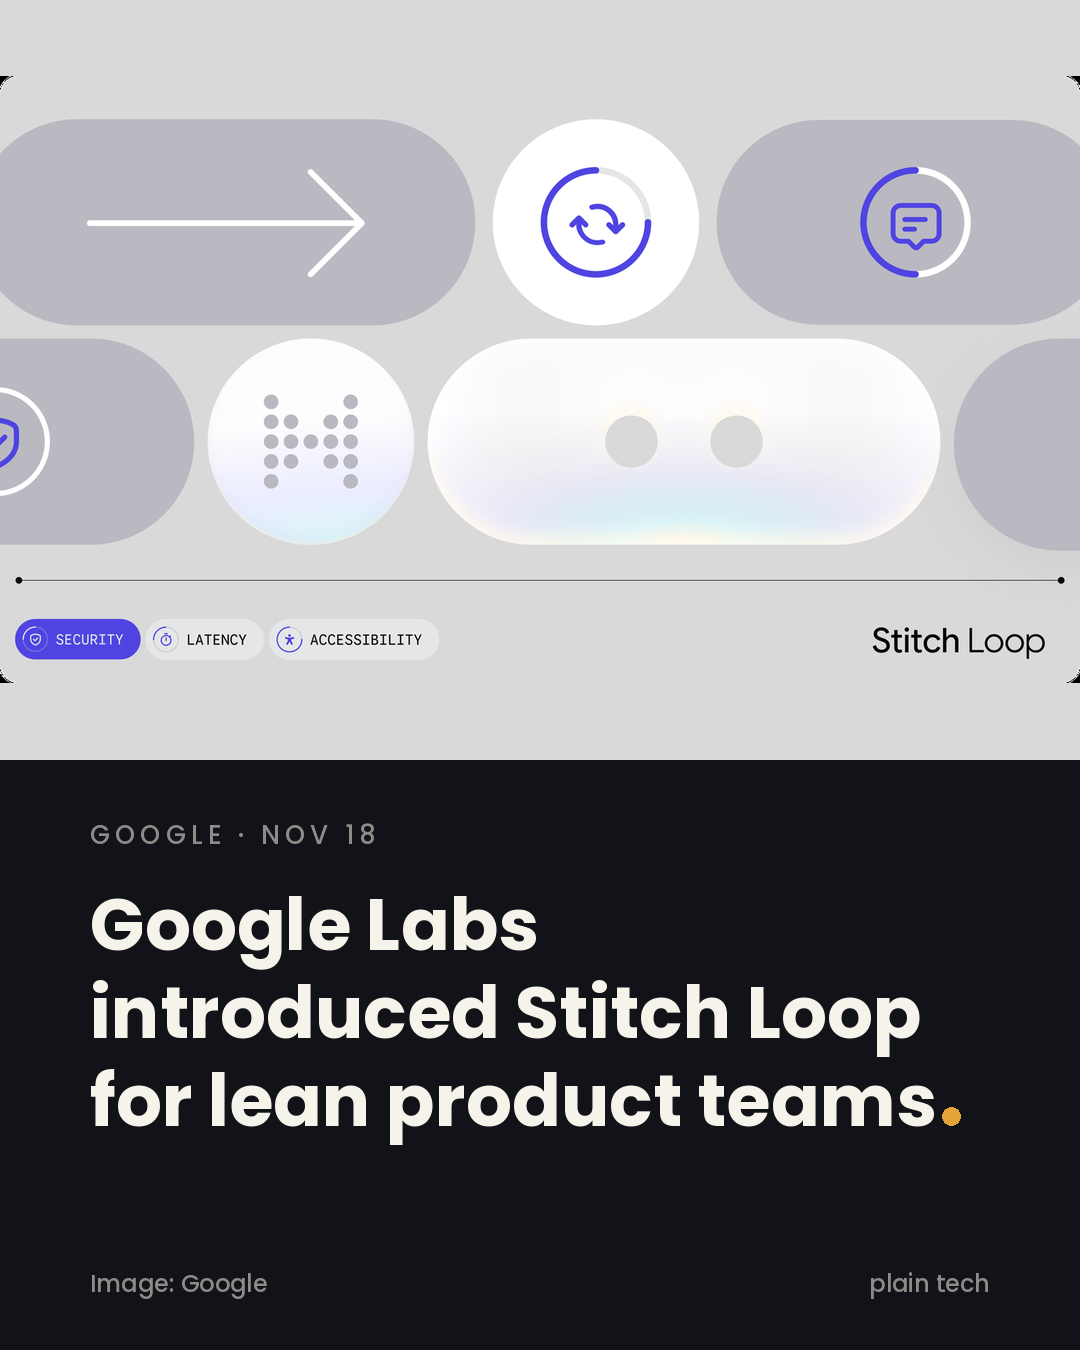 SECURITY
LATENCY
ACCESSIBILITY
Stitch Loop
GOOGLE · NOV 18
Google Labs
introduced Stitch Loop
for lean product teams.
Image: Google
plain tech